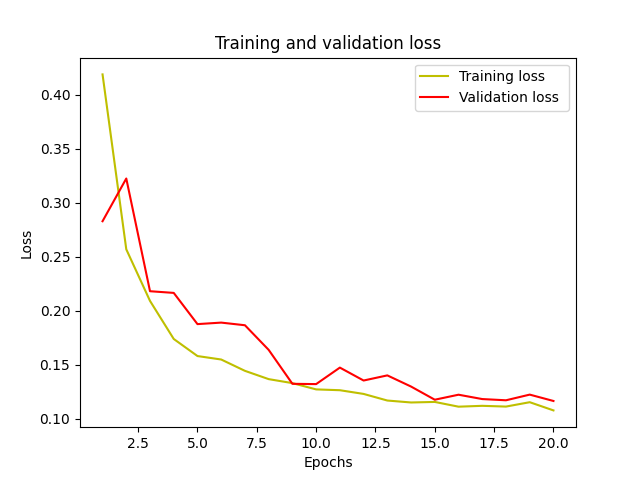 Training and validation loss
Training loss
Validation loss
0.40
0.35
0.30
0.25
0.20
0.15
0.10
Loss
2.5 5.0 7.5 10.0 12.5 15.0 17.5 20.0
Epochs